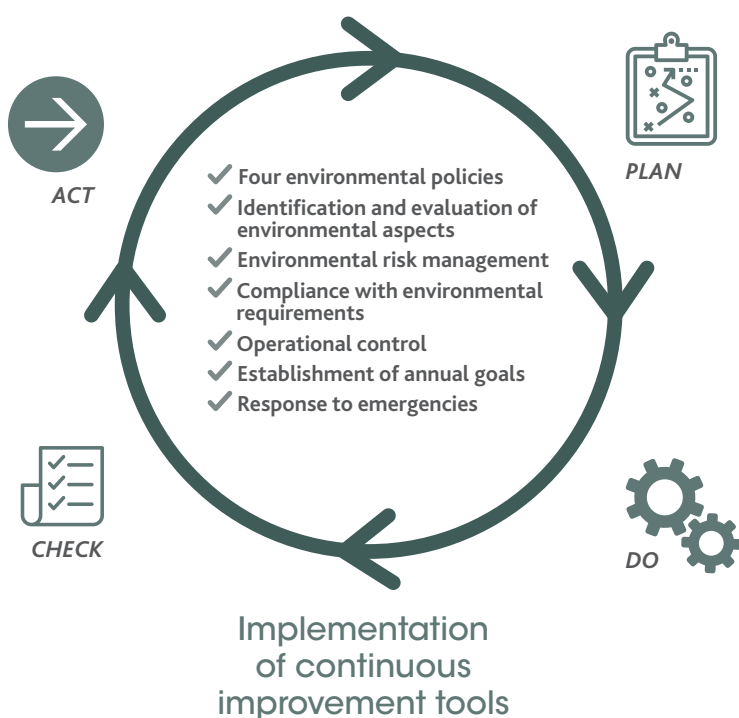 ACT
PLAN
Four environmental policies
Identification and evaluation of
environmental aspects
Environmental risk management
Compliance with environmental
requirements
Operational control
Establishment of annual goals
Response to emergencies
CHECK
DO
Implementation
of continuous
improvement tools